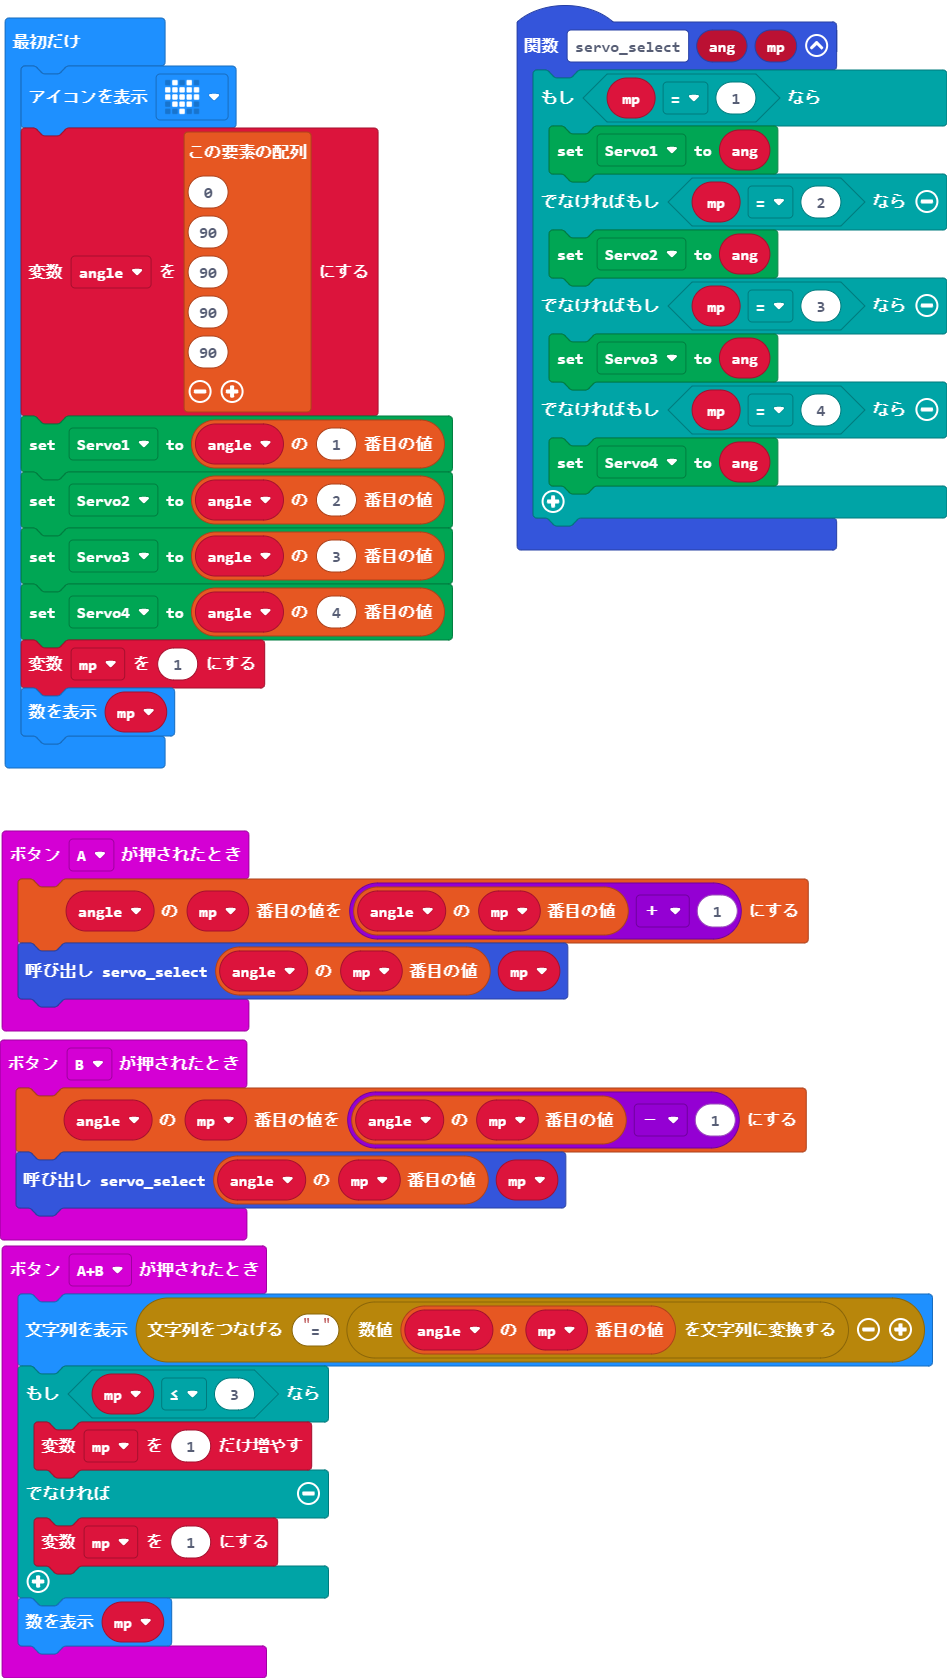 最初だけ
アイコンを表示
この要素の配列
0
90
90
90
90
変数 angle を にする
set Servo1 to angle の 1 番目の値
set Servo2 to angle の 2 番目の値
set Servo3 to angle の 3 番目の値
set Servo4 to angle の 4 番目の値
変数 mp を 1 にする
数を表示 mp
関数 servo_select ang mp
もし mp = 1 なら
set Servo1 to ang
でなければもし mp = 2 なら
set Servo2 to ang
でなければもし mp = 3 なら
set Servo3 to ang
でなければもし mp = 4 なら
set Servo4 to ang
ボタン A が押されたとき
angle の mp 番目の値を angle の mp 番目の値 + 1 にする
呼び出し servo_select angle の mp 番目の値 mp
ボタン B が押されたとき
angle の mp 番目の値を angle の mp 番目の値 - 1 にする
呼び出し servo_select angle の mp 番目の値 mp
ボタン A+B が押されたとき
文字列を表示 文字列をつなげる "=" 数値 angle の mp 番目の値 を文字列に変換する
もし mp ≤ 3 なら
変数 mp を 1 だけ増やす
でなければ
変数 mp を 1 にする
数を表示 mp